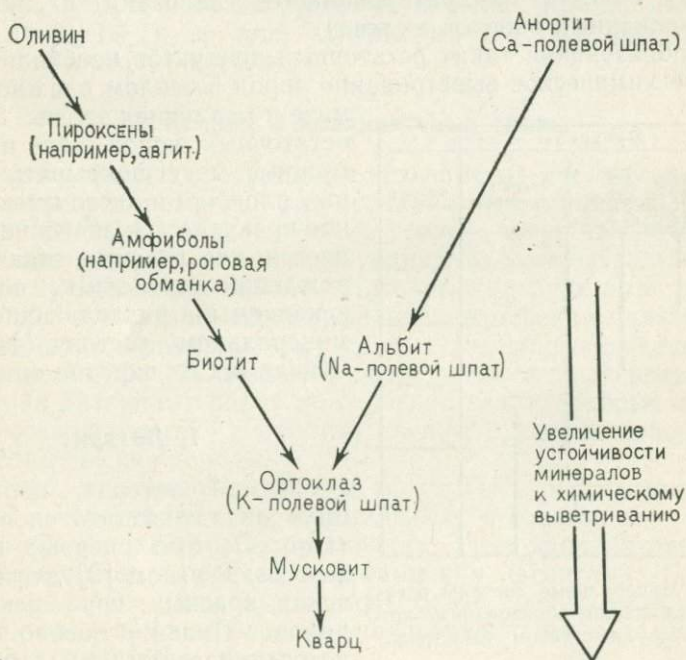 Оливин
Анортит
(Ca-полевой шпат)
Пироксены
(например, авгит)
Амфиболы
(например, роговая
обманка)
Биотит
Альбит
(Na-полевой шпат)
Увеличение
устойчивости
минералов
к химическому
выветриванию
Ортоклаз
(К-полевой шпат)
Мусковит
Кварц